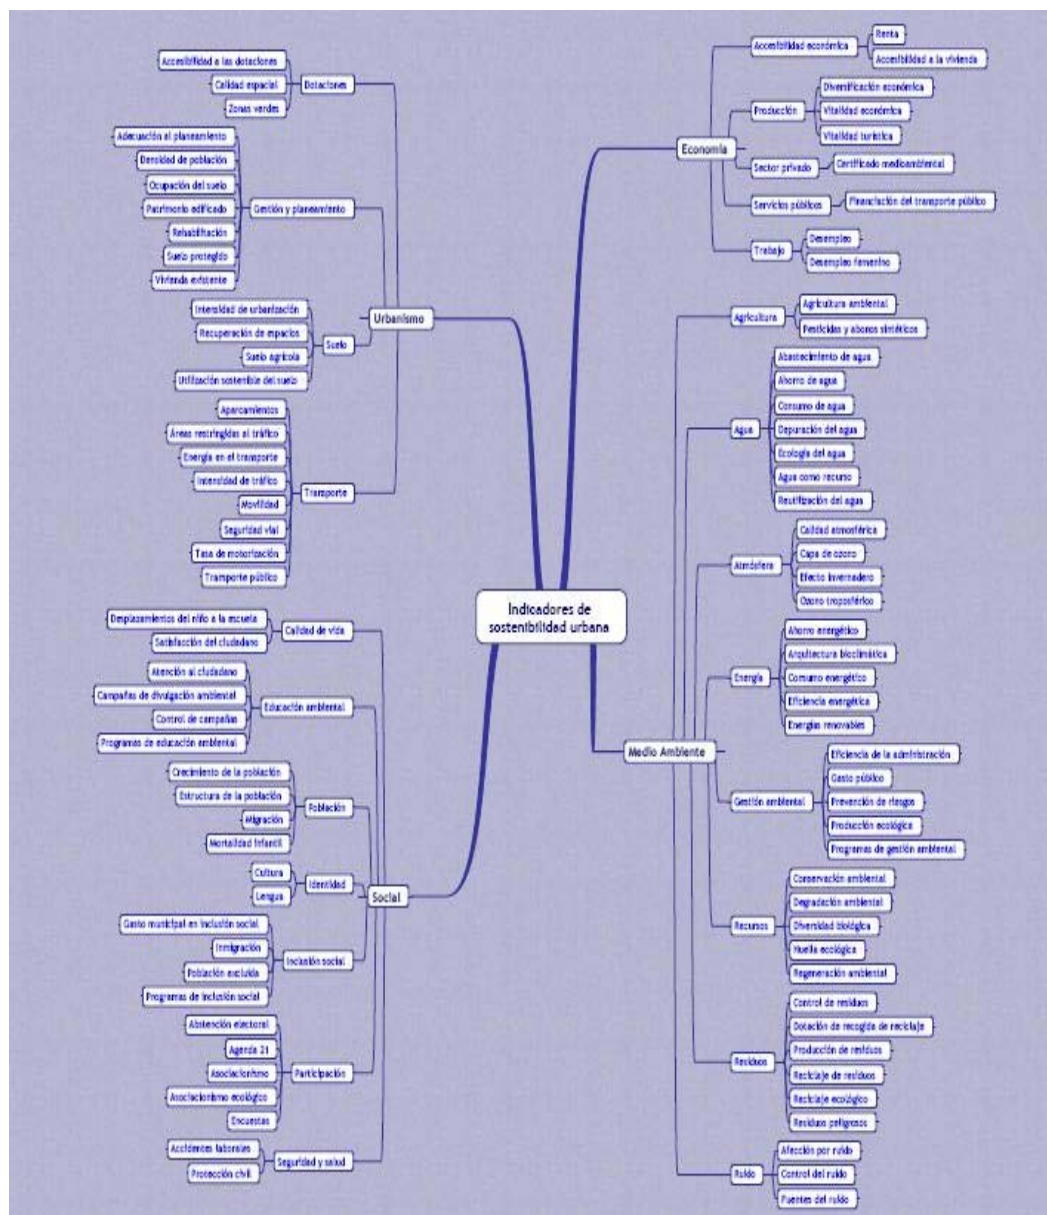 Indicadores de
sostenibilidad urbana
Urbanismo
Dotaciones
Accesibilidad a las dotaciones
Calidad espacial
Zonas verdes
Gestión y planeamiento
Adecuación al planeamiento
Densidad de población
Ocupación del suelo
Patrimonio edificado
Rehabilitación
Suelo protegido
Vivienda existente
Suelo
Intensidad de urbanización
Recuperación de espacios
Suelo agrícola
Utilización sostenible del suelo
Transporte
Aparcamientos
Áreas restringidas al tráfico
Energía en el transporte
Intensidad de tráfico
Movilidad
Seguridad vial
Tasa de motorización
Transporte público
Social
Calidad de vida
Desplazamientos del niño a la escuela
Satisfacción del ciudadano
Educación ambiental
Atención al ciudadano
Campañas de divulgación ambiental
Control de campañas
Programas de educación ambiental
Población
Crecimiento de la población
Estructura de la población
Migración
Mortalidad infantil
Identidad
Cultura
Lengua
Inclusión social
Gasto municipal en inclusión social
Inmigración
Población excluida
Programas de inclusión social
Participación
Abstención electoral
Agenda 21
Asociacionismo
Asociacionismo ecológico
Encuestas
Seguridad y salud
Accidentes laborales
Protección civil
Economía
Accesibilidad económica
Renta
Accesibilidad a la vivienda
Producción
Diversificación económica
Vitalidad económica
Vitalidad turística
Sector privado
Certificado medioambiental
Servicios públicos
Financiación del transporte público
Trabajo
Desempleo
Desempleo femenino
Medio Ambiente
Agricultura
Agricultura ambiental
Pesticidas y abonos sintéticos
Agua
Abastecimiento de agua
Ahorro de agua
Consumo de agua
Depuración del agua
Ecología del agua
Agua como recurso
Reutilización del agua
Atmósfera
Calidad atmosférica
Capa de ozono
Efecto invernadero
Ozono troposférico
Energía
Ahorro energético
Arquitectura bioclimática
Consumo energético
Eficiencia energética
Energías renovables
Gestión ambiental
Eficiencia de la administración
Gasto público
Prevención de riesgos
Producción ecológica
Programas de gestión ambiental
Recursos
Conservación ambiental
Degradación ambiental
Diversidad biológica
Huella ecológica
Regeneración ambiental
Residuos
Control de residuos
Dotación de recogida de reciclaje
Producción de residuos
Reciclaje de residuos
Reciclaje ecológico
Residuos peligrosos
Ruido
Afección por ruido
Control del ruido
Fuentes del ruido